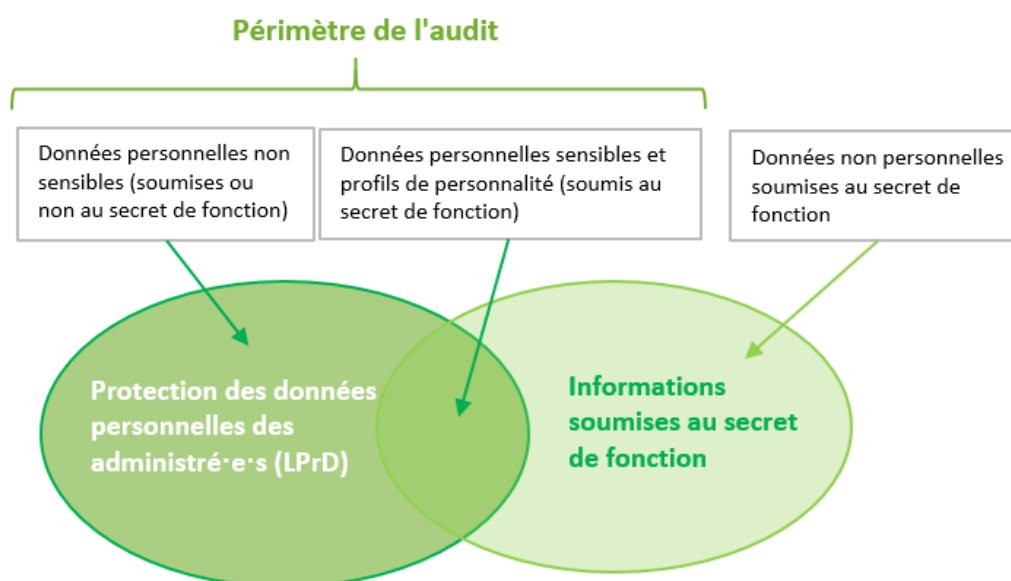 Périmètre de l'audit
Données personnelles non
sensibles (soumises ou
non au secret de fonction)
Données personnelles sensibles et
profils de personnalité (soumis au
secret de fonction)
Données non personnelles
soumises au secret de
fonction
Protection des données
personnelles des
administré·e·s (LPrD)
Informations
soumises au secret
de fonction